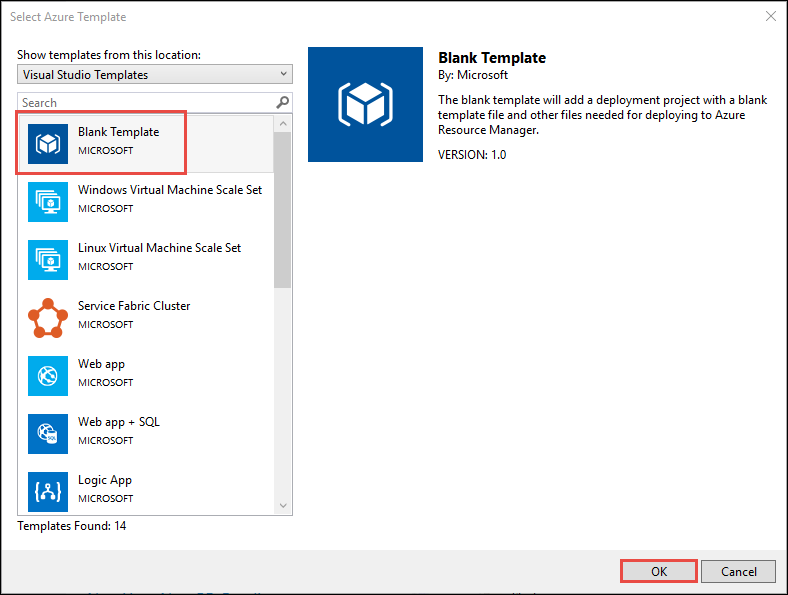 Select Azure Template
Show templates from this location:
Visual Studio Templates
Search
Blank Template
MICROSOFT
Windows Virtual Machine Scale Set
MICROSOFT
Linux Virtual Machine Scale Set
MICROSOFT
Service Fabric Cluster
MICROSOFT
Web app
MICROSOFT
Web app + SQL
MICROSOFT
Logic App
MICROSOFT
Templates Found: 14
Blank Template
By: Microsoft
The blank template will add a deployment project with a blank
template file and other files needed for deploying to Azure
Resource Manager.
VERSION: 1.0
OK
Cancel